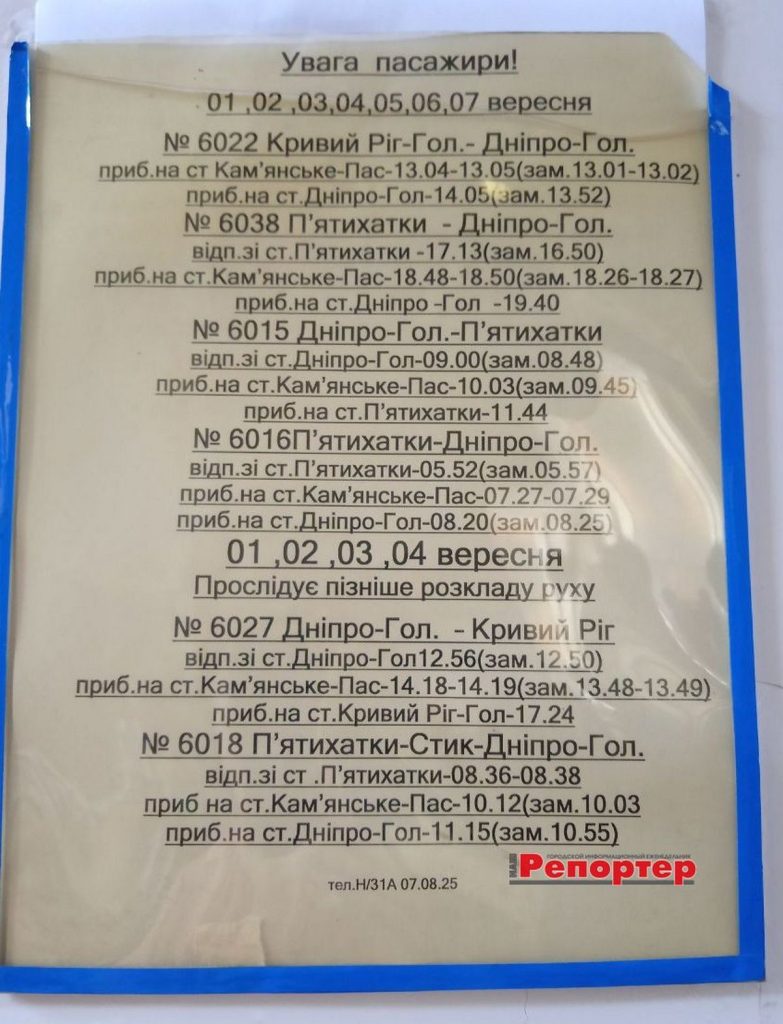 Увага пасажири!
01 ,02 ,03,04,05,06,07 вересня
№ 6022 Кривий Ріг-Гол.- Дніпро-Гол.
приб.на ст Кам'янське-Пас-13.04-13.05(зам.13.01-13.02)
приб.на ст.Дніпро-Гол-14.05(зам.13.52)
№ 6038 П'ятихатки - Дніпро-Гол.
відп.зі ст.П'ятихатки -17.13(зам.16.50)
приб.на ст.Кам'янське-Пас-18.48-18.50(зам.18.26-18.27)
приб.на ст.Дніпро -Гол -19.40
№ 6015 Дніпро-Гол.-П'ятихатки
відп.зі ст.Дніпро-Гол-09.00(зам.08.48)
приб.на ст.Кам'янське-Пас-10.03(зам.09.45)
приб.на ст.П'ятихатки-11.44
№ 6016П'ятихатки-Дніпро-Гол.
відп.зі ст.П'ятихатки-05.52(зам.05.57)
приб.на ст.Кам'янське-Пас-07.27-07.29
приб.на ст.Дніпро-Гол-08.20(зам.08.25)
01 ,02 ,03 ,04 вересня
Прослідує пізніше розкладу руху
№ 6027 Дніпро-Гол. - Кривий Ріг
відп.зі ст.Дніпро-Гол12.56(зам.12.50)
приб.на ст.Кам'янське-Пас-14.18-14.19(зам.13.48-13.49)
приб.на ст.Кривий Ріг-Гол-17.24
№ 6018 П'ятихатки-Стик-Дніпро-Гол.
відп.зі ст .П'ятихатки-08.36-08.38
приб на ст.Кам'янське-Пас-10.12(зам.10.03
приб.на ст.Дніпро-Гол-11.15(зам.10.55)
ГОРОДСКОЙ ИНФОРМАЦИОННЫЙ ЕЖЕНЕДЕЛЬНИК
НАШ Репортер
тел.Н/31А 07.08.25